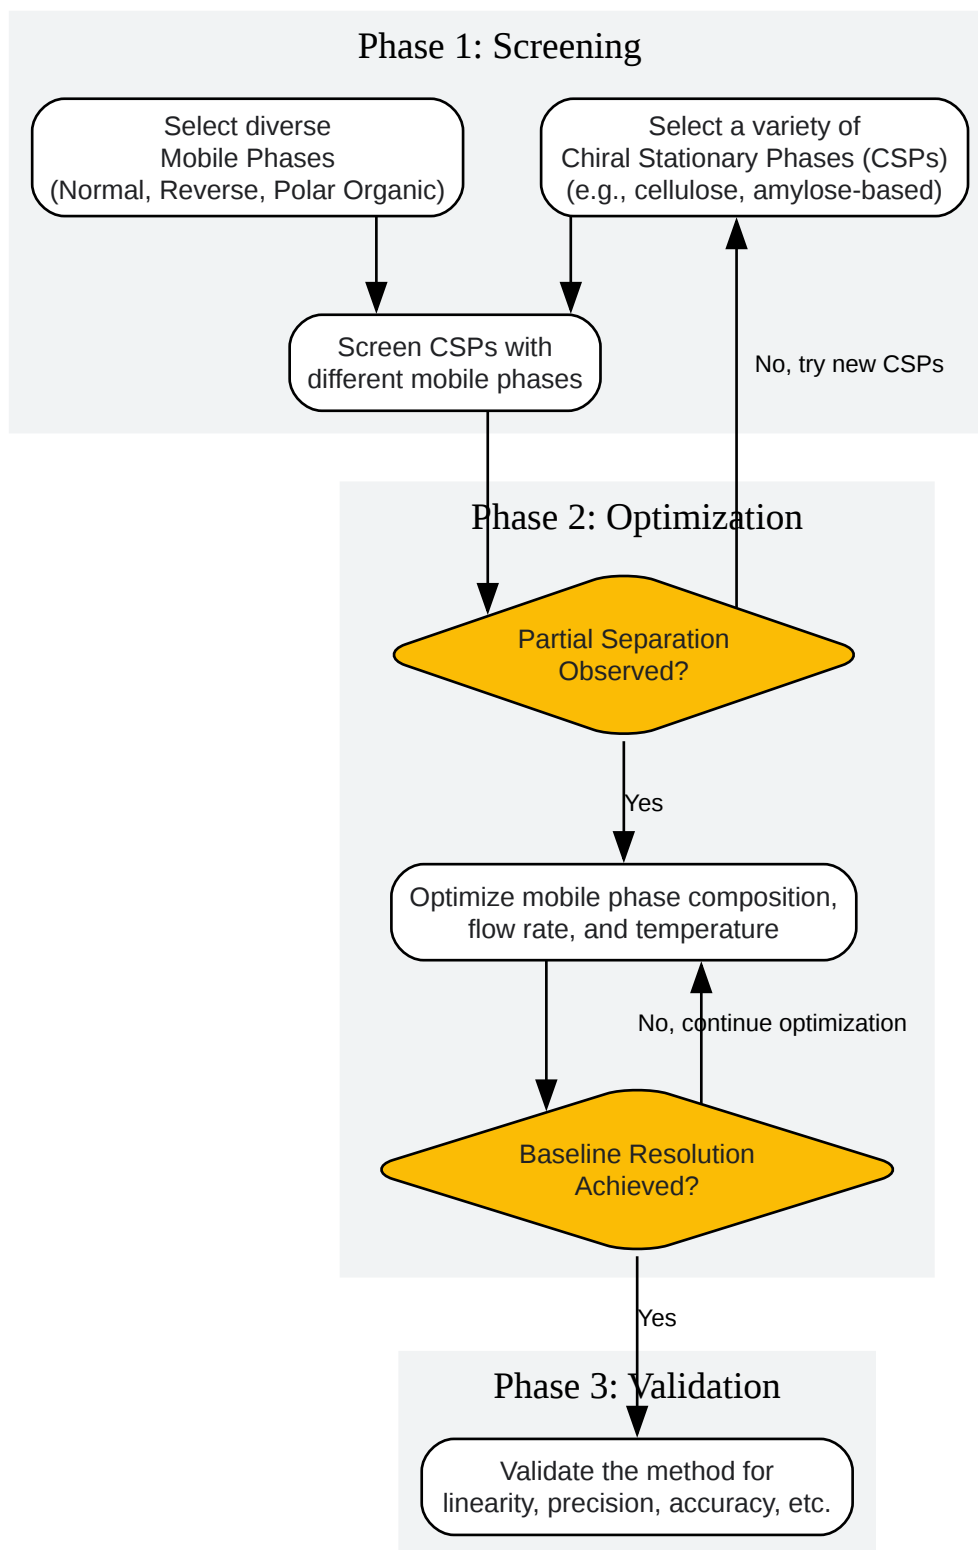 Phase 1: Screening
Select diverse
Mobile Phases
(Normal, Reverse, Polar Organic)
Select a variety of
Chiral Stationary Phases (CSPs)
(e.g., cellulose, amylose-based)
Screen CSPs with
different mobile phases
No, try new CSPs
Phase 2: Optimization
Partial Separation
Observed?
Yes
Optimize mobile phase composition,
flow rate, and temperature
No, continue optimization
Baseline Resolution
Achieved?
Yes
Phase 3: Validation
Validate the method for
linearity, precision, accuracy, etc.